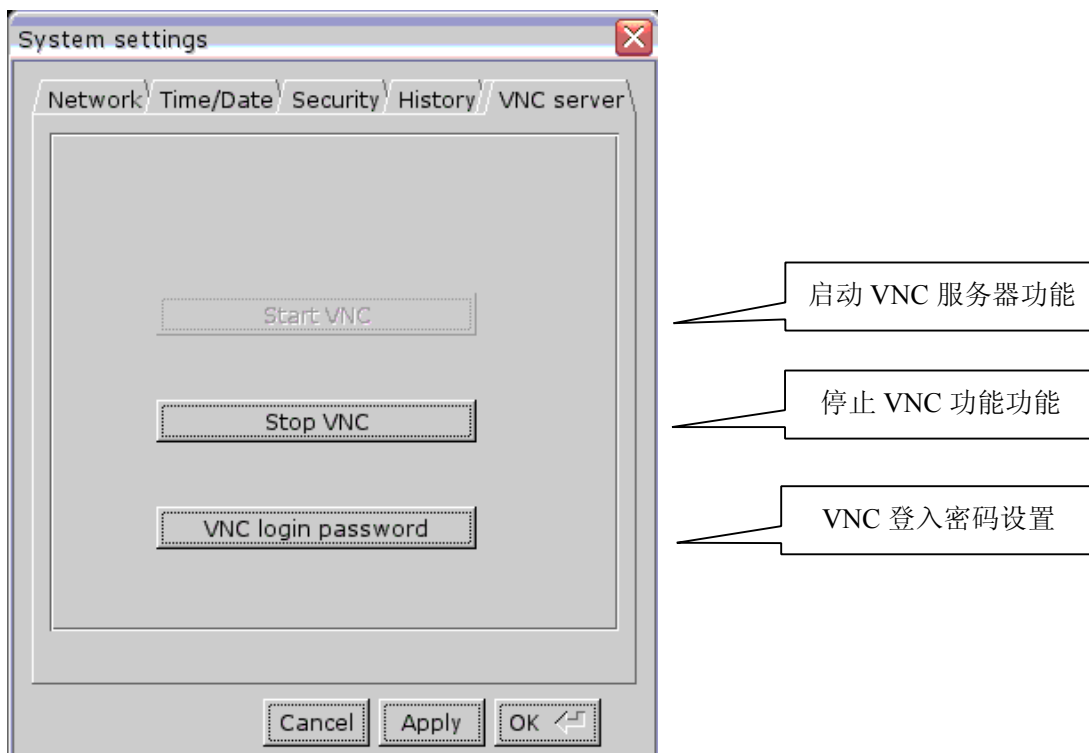 System settings
Network Time/Date Security History VNC server
Start VNC
启动 VNC 服务器功能
Stop VNC
停止 VNC 功能功能
VNC login password
VNC 登入密码设置
Cancel Apply OK